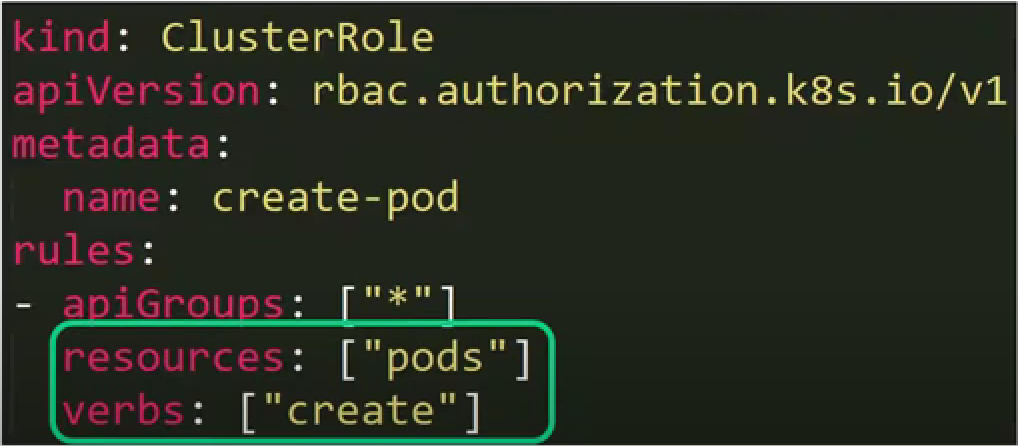 kind: ClusterRole
apiVersion: rbac.authorization.k8s.io/v1
metadata:
  name: create-pod
rules:
- apiGroups: ["*"]
  resources: ["pods"]
  verbs: ["create"]